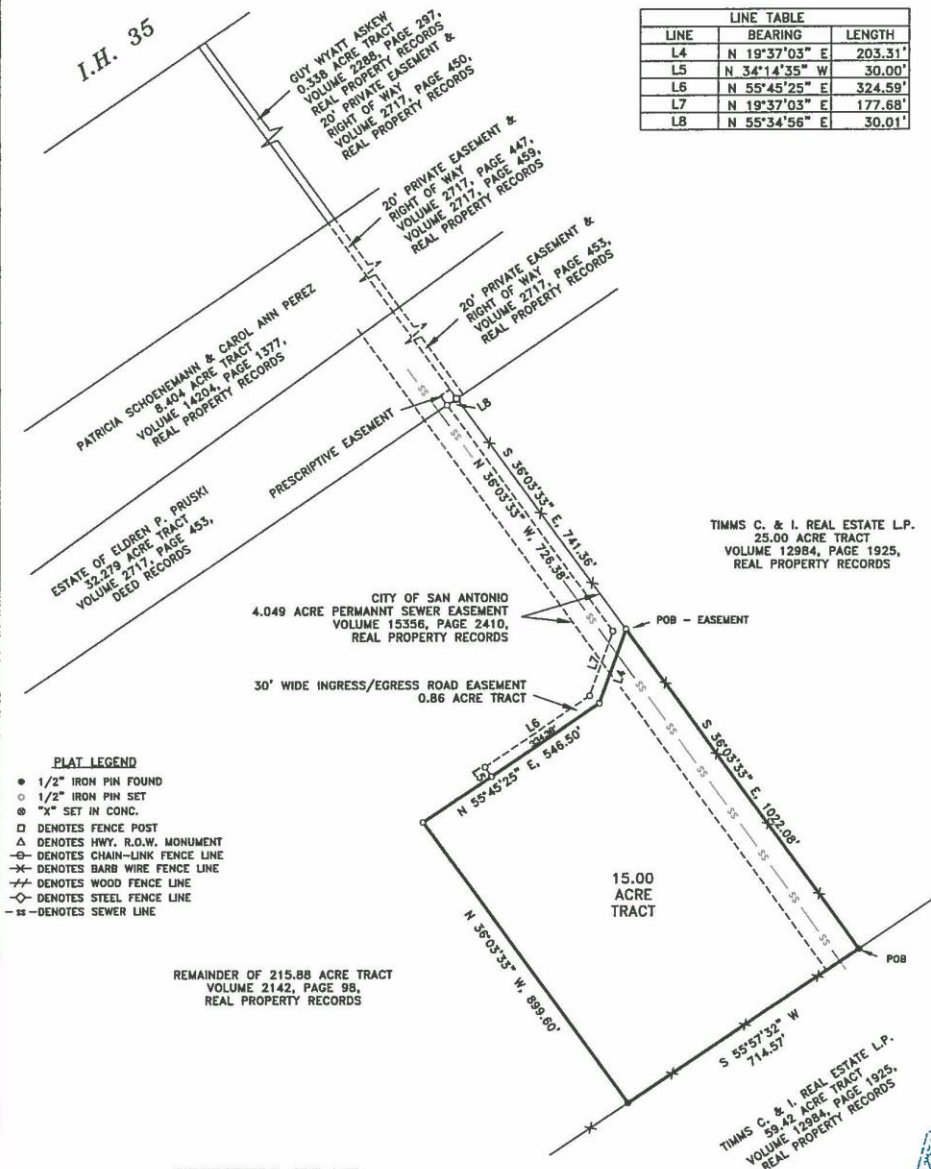 I.H. 35
LINE TABLE
LINE BEARING LENGTH
L4 N 19°37'03" E 203.31'
L5 N 34°14'35" W 30.00'
L6 N 55°45'25" E 324.59'
L7 N 19°37'03" E 177.68'
L8 N 55°34'56" E 30.01'
GUY WYATT ASKEW
0.338 ACRE TRACT
VOLUME 2288, PAGE 297,
REAL PROPERTY RECORDS
20' PRIVATE EASEMENT &
RIGHT OF WAY
VOLUME 2717, PAGE 450,
REAL PROPERTY RECORDS
20' PRIVATE EASEMENT &
RIGHT OF WAY
VOLUME 2717, PAGE 447,
VOLUME 2717, PAGE 459,
REAL PROPERTY RECORDS
20' PRIVATE EASEMENT &
RIGHT OF WAY
VOLUME 2717, PAGE 453,
REAL PROPERTY RECORDS
PATRICIA SCHOENEMANN & CAROL ANN PEREZ
8.404 ACRE TRACT
VOLUME 14204, PAGE 1377,
REAL PROPERTY RECORDS
PRESCRIPTIVE EASEMENT
L8
SS
SS
S 36°03'33" E, 741.36'
N 36°03'33" W, 726.38'
ESTATE OF ELDREN P. PRUSKI
32.279 ACRE TRACT
VOLUME 2717, PAGE 453,
DEED RECORDS
TIMMS C. & I. REAL ESTATE L.P.
25.00 ACRE TRACT
VOLUME 12984, PAGE 1925,
REAL PROPERTY RECORDS
CITY OF SAN ANTONIO
4.049 ACRE PERMANNT SEWER EASEMENT
VOLUME 15356, PAGE 2410,
REAL PROPERTY RECORDS
SS
POB - EASEMENT
L7
L4
30' WIDE INGRESS/EGRESS ROAD EASEMENT
0.86 ACRE TRACT
L6
L5
N 55°45'25" E, 546.50'
SS
SS
SS
SS
SS
S 36°03'33" E, 1022.08'
PLAT LEGEND
1/2" IRON PIN FOUND
1/2" IRON PIN SET
"X" SET IN CONC.
DENOTES FENCE POST
DENOTES HWY. R.O.W. MONUMENT
DENOTES CHAIN-LINK FENCE LINE
DENOTES BARB WIRE FENCE LINE
DENOTES WOOD FENCE LINE
DENOTES STEEL FENCE LINE
ss DENOTES SEWER LINE
15.00
ACRE
TRACT
N 36°03'33" W, 899.60'
POB
REMAINDER OF 215.88 ACRE TRACT
VOLUME 2142, PAGE 98,
REAL PROPERTY RECORDS
S 55°57'32" W
714.57'
TIMMS C. & I. REAL ESTATE L.P.
59.42 ACRE TRACT
VOLUME 12984, PAGE 1925,
REAL PROPERTY RECORDS